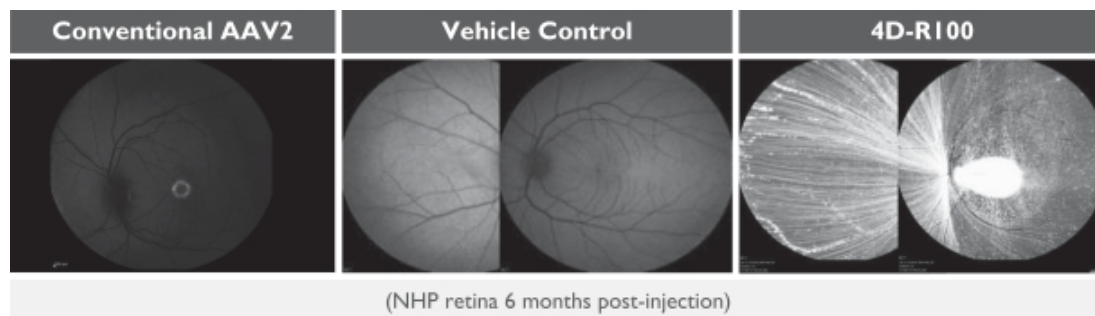 Conventional AAV2
Vehicle Control
4D-R100
(NHP retina 6 months post-injection)